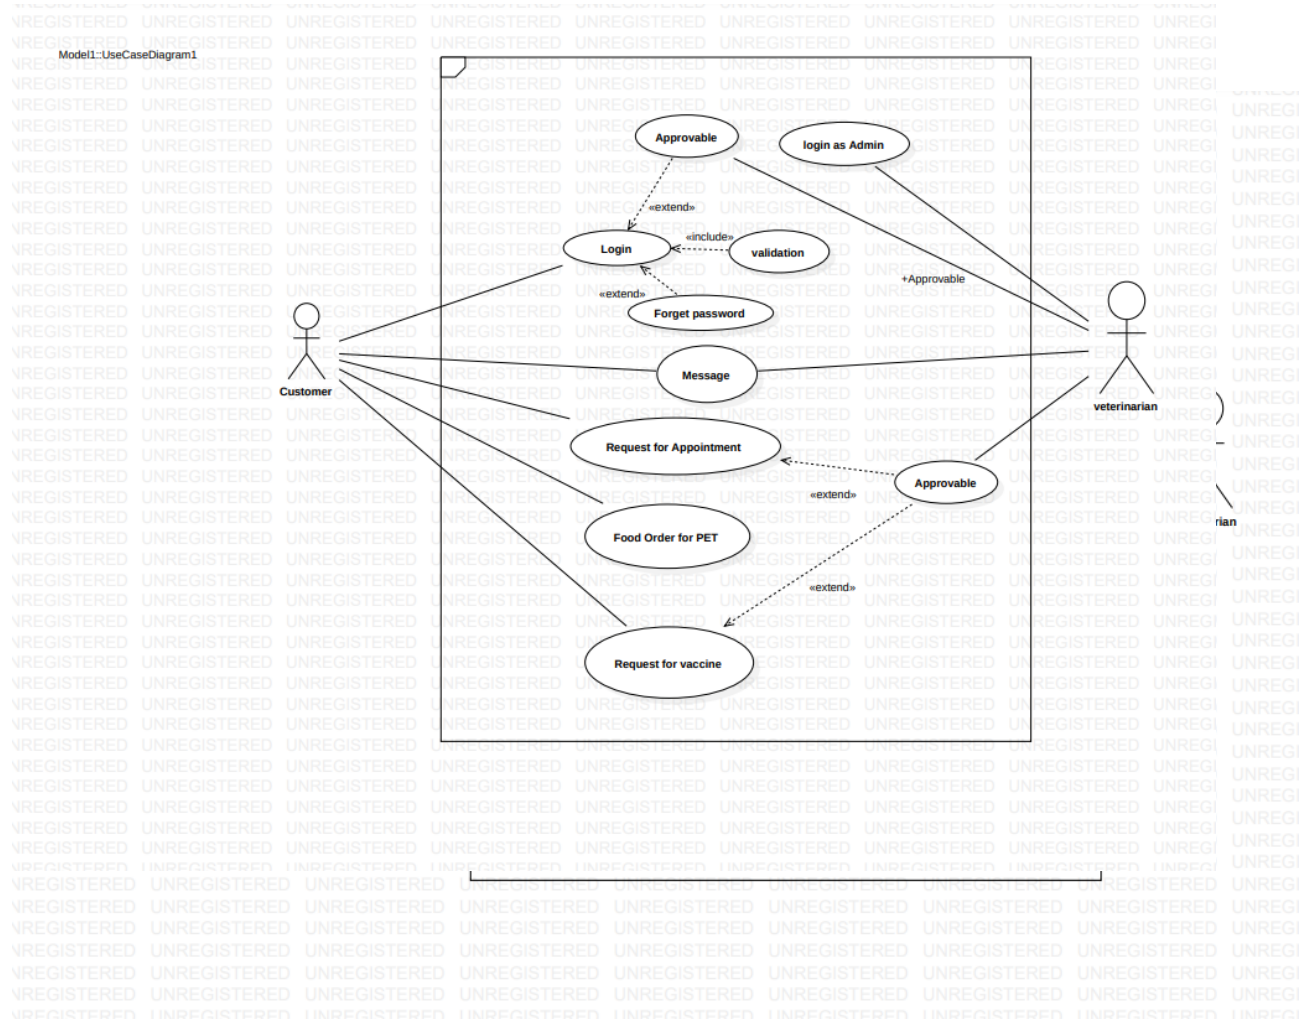 Model1::UseCaseDiagram1
Approvable
login as Admin
«extend»
Login
«include»
validation
+Approvable
«extend»
Forget password
Message
Customer
veterinarian
Request for Appointment
Approvable
«extend»
rian
Food Order for PET
«extend»
Request for vaccine
UNREGISTERED